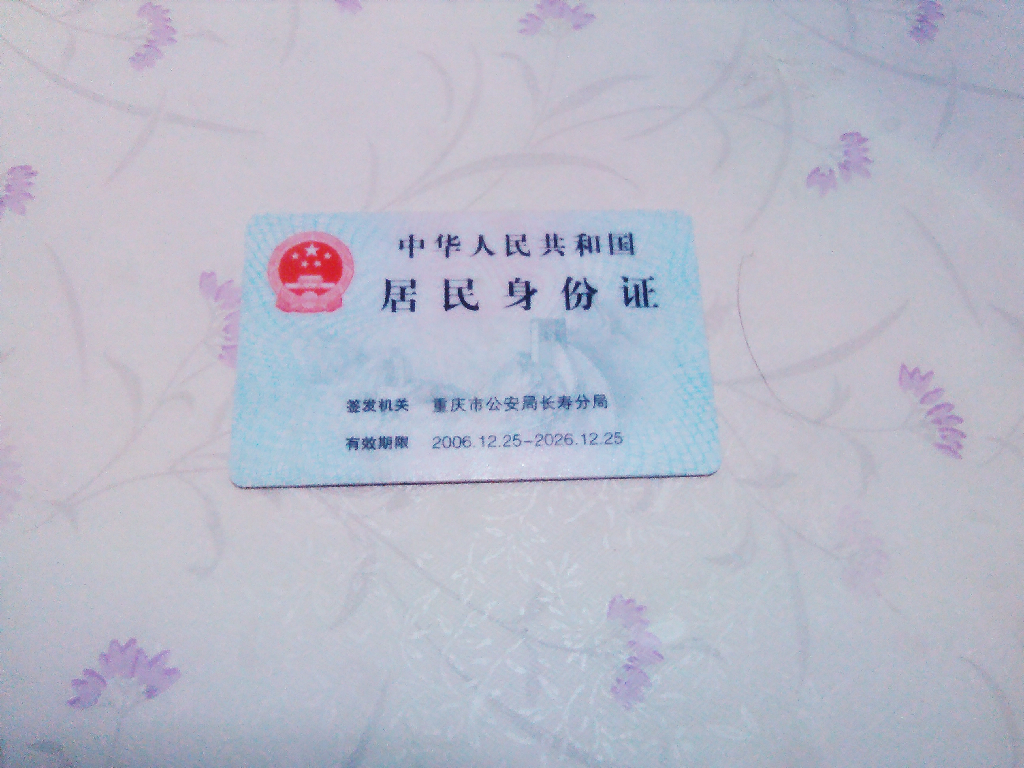 中华人民共和国
居民身份证
签发机关 重庆市公安局长寿分局
有效期限 2006.12.25-2026.12.25